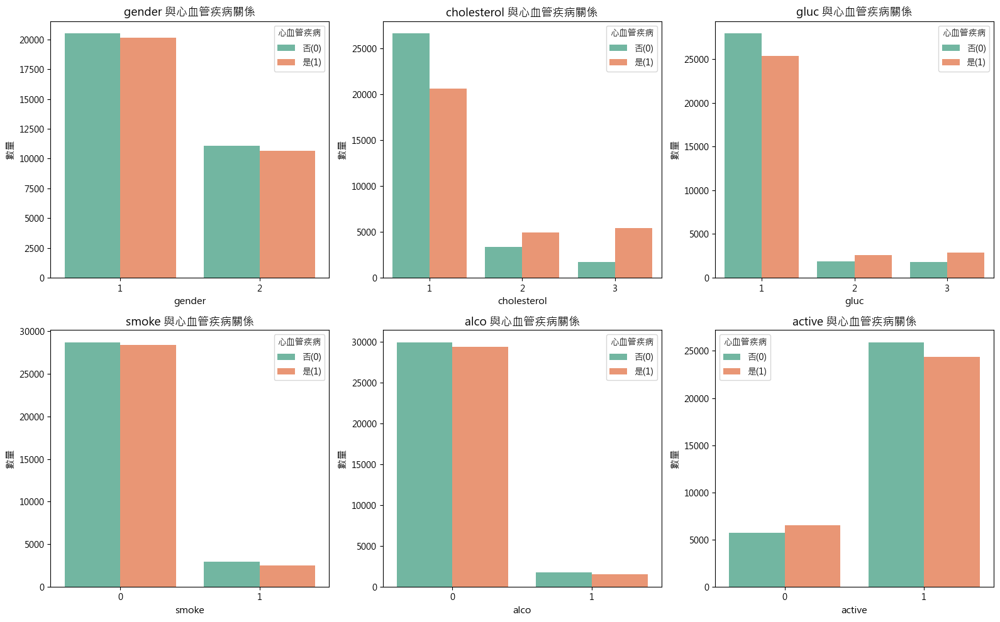 gender 與心血管疾病關係
心血管疾病
否(0)
是(1)
20000
17500
15000
12500
10000
7500
5000
2500
0
數量
1
2
gender
cholesterol 與心血管疾病關係
心血管疾病
否(0)
是(1)
25000
20000
15000
10000
5000
0
數量
1
2
3
cholesterol
gluc 與心血管疾病關係
心血管疾病
否(0)
是(1)
25000
20000
15000
10000
5000
0
數量
1
2
3
gluc
smoke 與心血管疾病關係
心血管疾病
否(0)
是(1)
30000
25000
20000
15000
10000
5000
0
數量
0
1
smoke
alco 與心血管疾病關係
心血管疾病
否(0)
是(1)
30000
25000
20000
15000
10000
5000
0
數量
0
1
alco
active 與心血管疾病關係
心血管疾病
否(0)
是(1)
25000
20000
15000
10000
5000
0
數量
0
1
active